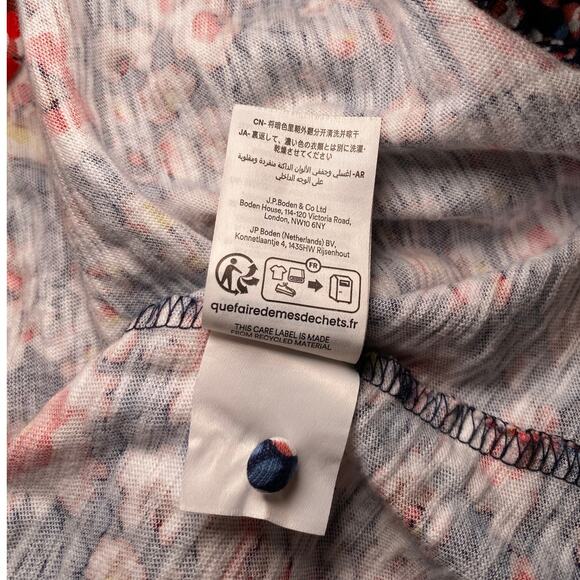 CN- 将暗色里朝外翻分开清洗并晾干
JA- 裏返して、濃い色の衣類とは別に洗濯・
乾燥させてください
AR- اغسلي وجففي الألوان الداكنة منفردة ومقلوبة
على الوجه الداخلي
J.P.Boden & Co Ltd
Boden House, 114-120 Victoria Road,
London, NW10 6NY
JP Boden (Netherlands) BV,
Konnetlaantje 4, 1435HW Rijsenhout
FR
quefairedemesdechets.fr
THIS CARE LABEL IS MADE
FROM RECYCLED MATERIAL